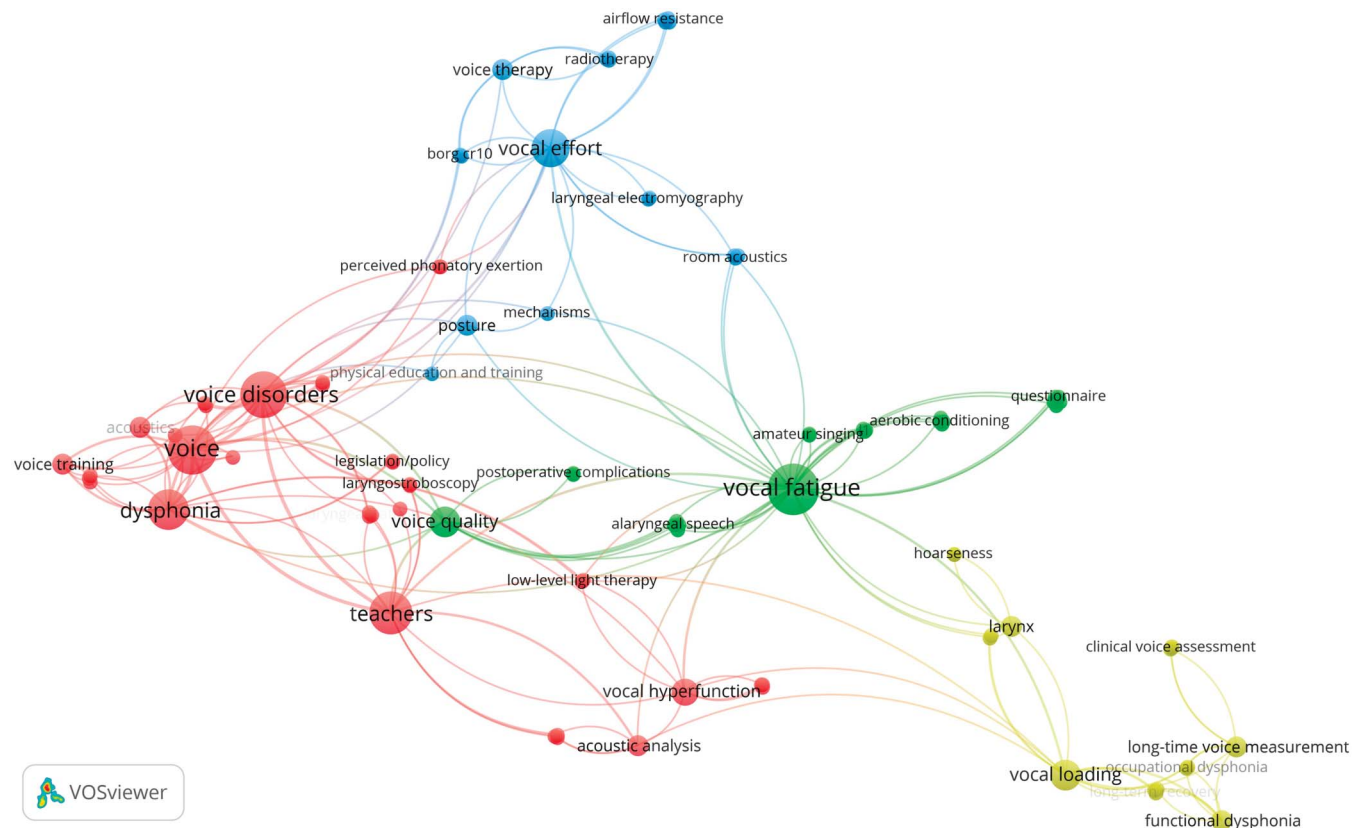 airflow resistance
radiotherapy
voice therapy
borg cr10
vocal effort
laryngeal electromyography
room acoustics
perceived phonatory exertion
mechanisms
posture
physical education and training
voice disorders
questionnaire
aerobic conditioning
amateur singing
acoustics
voice
voice training
legislation/policy
postoperative complications
laryngostroboscopy
vocal fatigue
dysphonia
voice quality
alaryngeal speech
hoarseness
low-level light therapy
teachers
larynx
clinical voice assessment
vocal hyperfunction
acoustic analysis
long-time voice measurement
occupational dysphonia
vocal loading
long-term recovery
functional dysphonia
VOSviewer